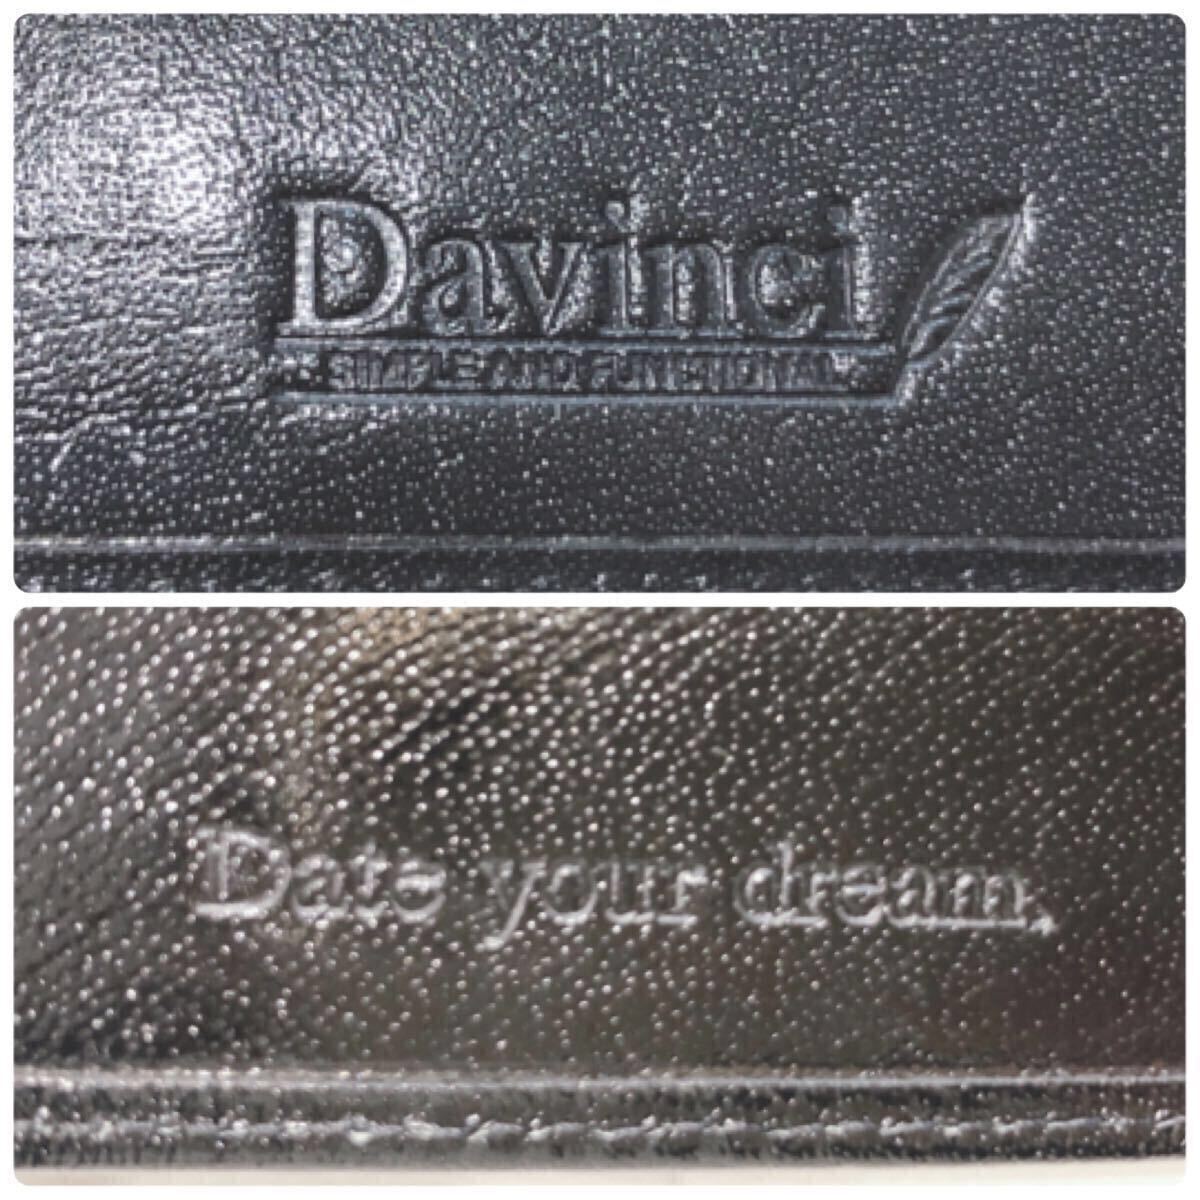 Davinci
SIMPLE AND FUNCTIONAL
Date your dream.